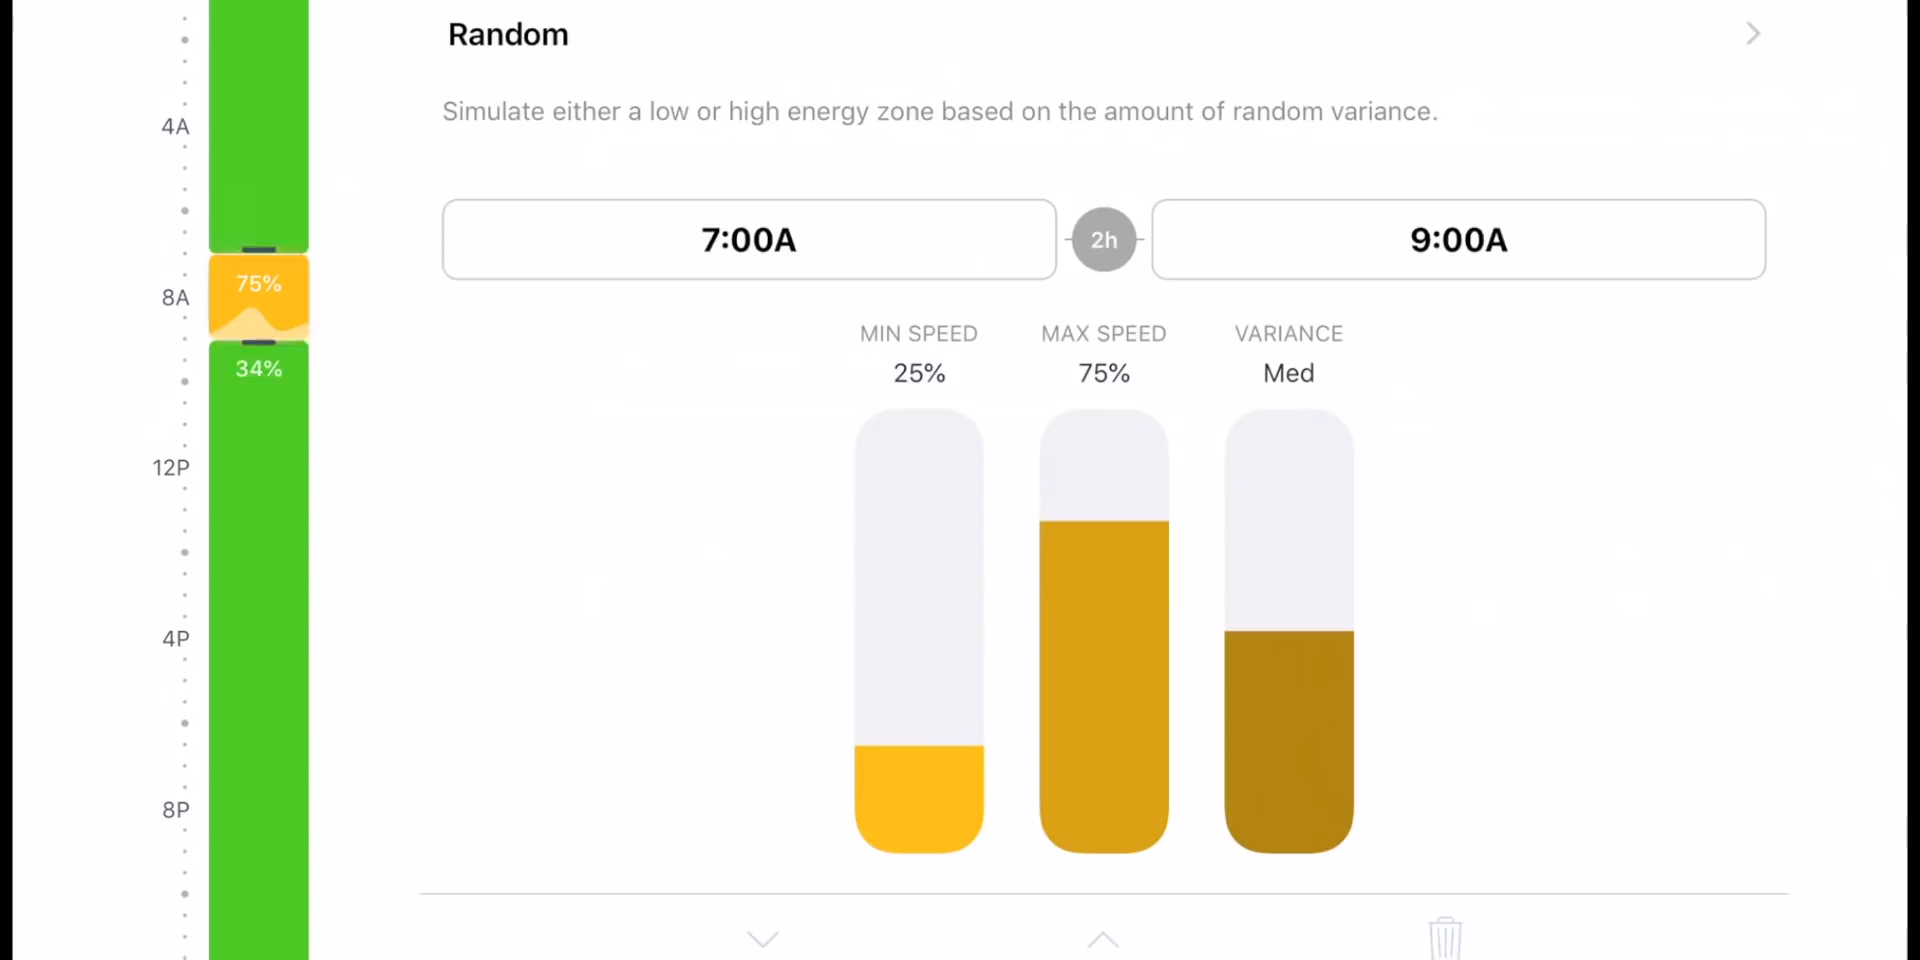 Random
Simulate either a low or high energy zone based on the amount of random variance.
4A
7:00A 2h 9:00A
75%
8A
MIN SPEED MAX SPEED VARIANCE
34%
25% 75% Med
12P
4P
8P